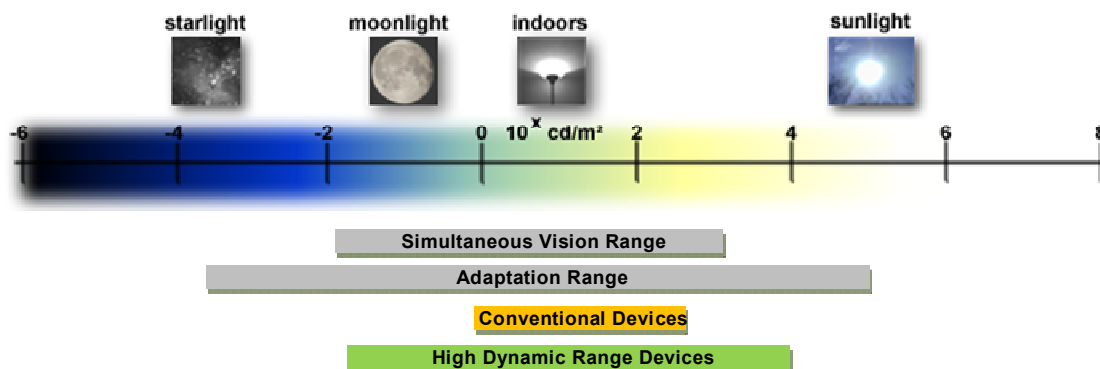 starlight moonlight indoors sunlight
-6 -4 -2 0 10ˣ cd/m² 2 4 6 8
Simultaneous Vision Range
Adaptation Range
Conventional Devices
High Dynamic Range Devices